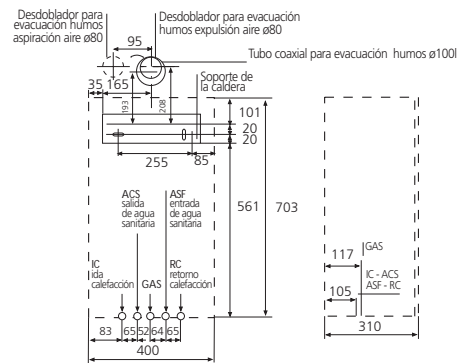 Desdoblador para
evacuación humos
aspiración aire ø80
Desdoblador para evacuación
humos expulsión aire ø80
95
Tubo coaxial para evacuación humos ø100l
35
165
193
208
Soporte de
la caldera
101
20
20
255
85
561
703
ACS
salida
de agua
sanitaria
ASF
entrada
de agua
sanitaria
IC
ida
calefacción
GAS
RC
retorno
calefacción
83
65
52
64
65
400
GAS
117
IC - ACS
ASF - RC
105
310